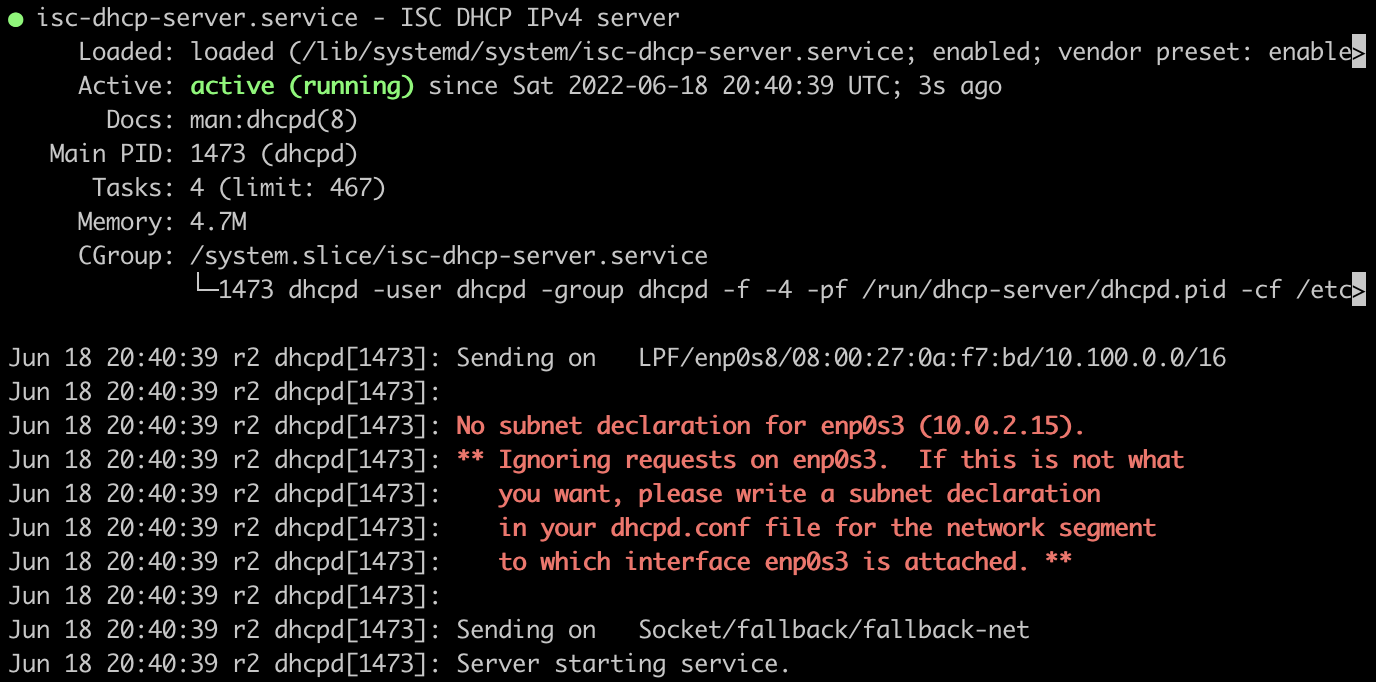 ● isc-dhcp-server.service - ISC DHCP IPv4 server
     Loaded: loaded (/lib/systemd/system/isc-dhcp-server.service; enabled; vendor preset: enable>
     Active: active (running) since Sat 2022-06-18 20:40:39 UTC; 3s ago
       Docs: man:dhcpd(8)
   Main PID: 1473 (dhcpd)
      Tasks: 4 (limit: 467)
     Memory: 4.7M
     CGroup: /system.slice/isc-dhcp-server.service
             └─1473 dhcpd -user dhcpd -group dhcpd -f -4 -pf /run/dhcp-server/dhcpd.pid -cf /etc>

Jun 18 20:40:39 r2 dhcpd[1473]: Sending on   LPF/enp0s8/08:00:27:0a:f7:bd/10.100.0.0/16
Jun 18 20:40:39 r2 dhcpd[1473]:
Jun 18 20:40:39 r2 dhcpd[1473]: No subnet declaration for enp0s3 (10.0.2.15).
Jun 18 20:40:39 r2 dhcpd[1473]: ** Ignoring requests on enp0s3.  If this is not what
Jun 18 20:40:39 r2 dhcpd[1473]:    you want, please write a subnet declaration
Jun 18 20:40:39 r2 dhcpd[1473]:    in your dhcpd.conf file for the network segment
Jun 18 20:40:39 r2 dhcpd[1473]:    to which interface enp0s3 is attached. **
Jun 18 20:40:39 r2 dhcpd[1473]:
Jun 18 20:40:39 r2 dhcpd[1473]: Sending on   Socket/fallback/fallback-net
Jun 18 20:40:39 r2 dhcpd[1473]: Server starting service.